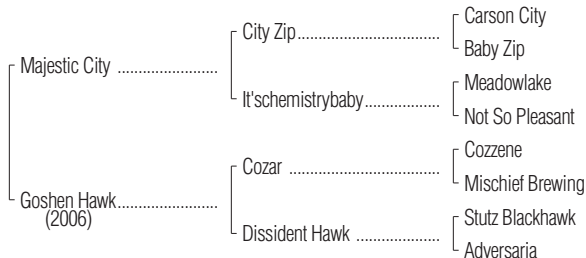 Majestic City ........................
City Zip..................................
Carson City
Baby Zip
It'schemistrybaby..................
Meadowlake
Not So Pleasant
Goshen Hawk........................
(2006)
Cozar ....................................
Cozzene
Mischief Brewing
Dissident Hawk ....................
Stutz Blackhawk
Adversaria